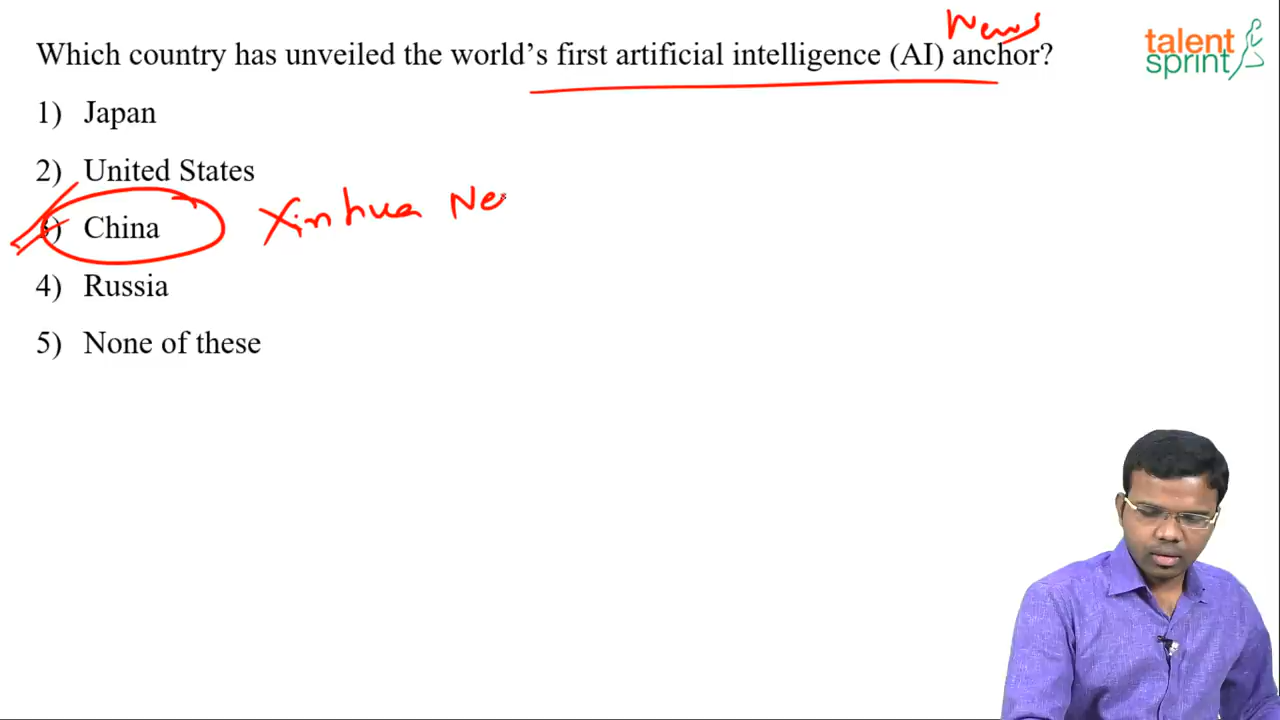 News
Which country has unveiled the world's first artificial intelligence (AI) anchor?
talent
sprint
1) Japan
2) United States
3) China Xinhua Ne
4) Russia
5) None of these